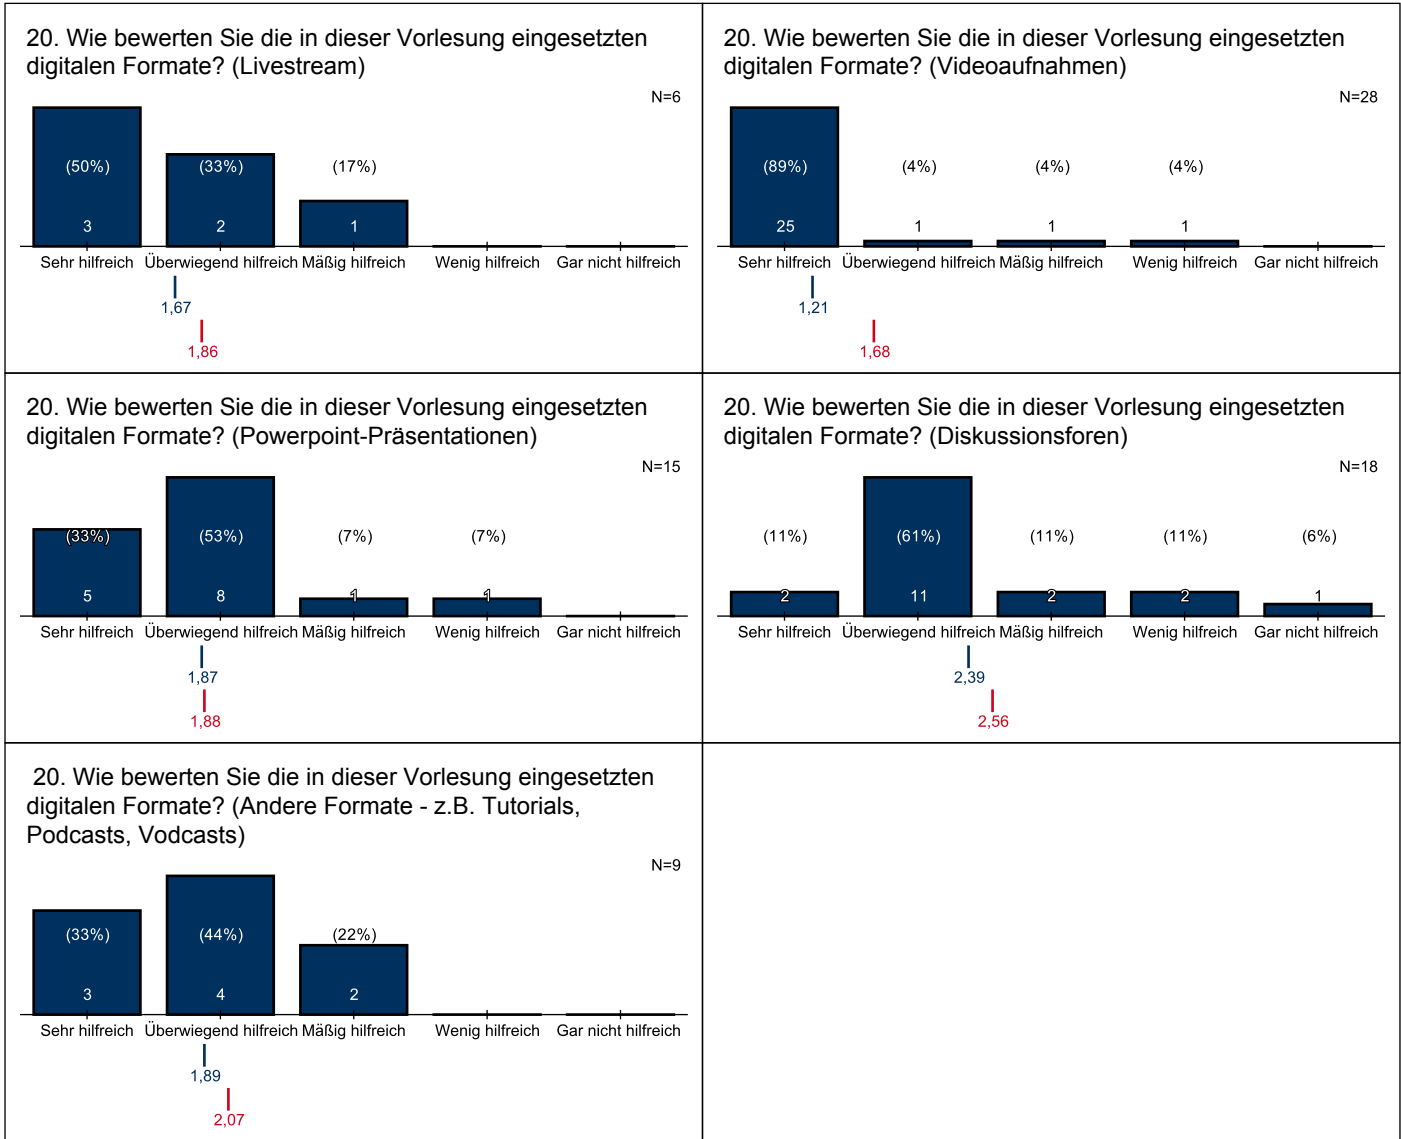 20. Wie bewerten Sie die in dieser Vorlesung eingesetzten
digitalen Formate? (Livestream)
N=6
(50%) (33%) (17%)
3 2 1
Sehr hilfreich Überwiegend hilfreich Mäßig hilfreich Wenig hilfreich Gar nicht hilfreich
1,67
1,86
20. Wie bewerten Sie die in dieser Vorlesung eingesetzten
digitalen Formate? (Videoaufnahmen)
N=28
(89%) (4%) (4%) (4%)
25 1 1 1
Sehr hilfreich Überwiegend hilfreich Mäßig hilfreich Wenig hilfreich Gar nicht hilfreich
1,21
1,68
20. Wie bewerten Sie die in dieser Vorlesung eingesetzten
digitalen Formate? (Powerpoint-Präsentationen)
N=15
(33%) (53%) (7%) (7%)
5 8 1 1
Sehr hilfreich Überwiegend hilfreich Mäßig hilfreich Wenig hilfreich Gar nicht hilfreich
1,87
1,88
20. Wie bewerten Sie die in dieser Vorlesung eingesetzten
digitalen Formate? (Diskussionsforen)
N=18
(11%) (61%) (11%) (11%) (6%)
2 11 2 2 1
Sehr hilfreich Überwiegend hilfreich Mäßig hilfreich Wenig hilfreich Gar nicht hilfreich
2,39
2,56
20. Wie bewerten Sie die in dieser Vorlesung eingesetzten
digitalen Formate? (Andere Formate - z.B. Tutorials,
Podcasts, Vodcasts)
N=9
(33%) (44%) (22%)
3 4 2
Sehr hilfreich Überwiegend hilfreich Mäßig hilfreich Wenig hilfreich Gar nicht hilfreich
1,89
2,07